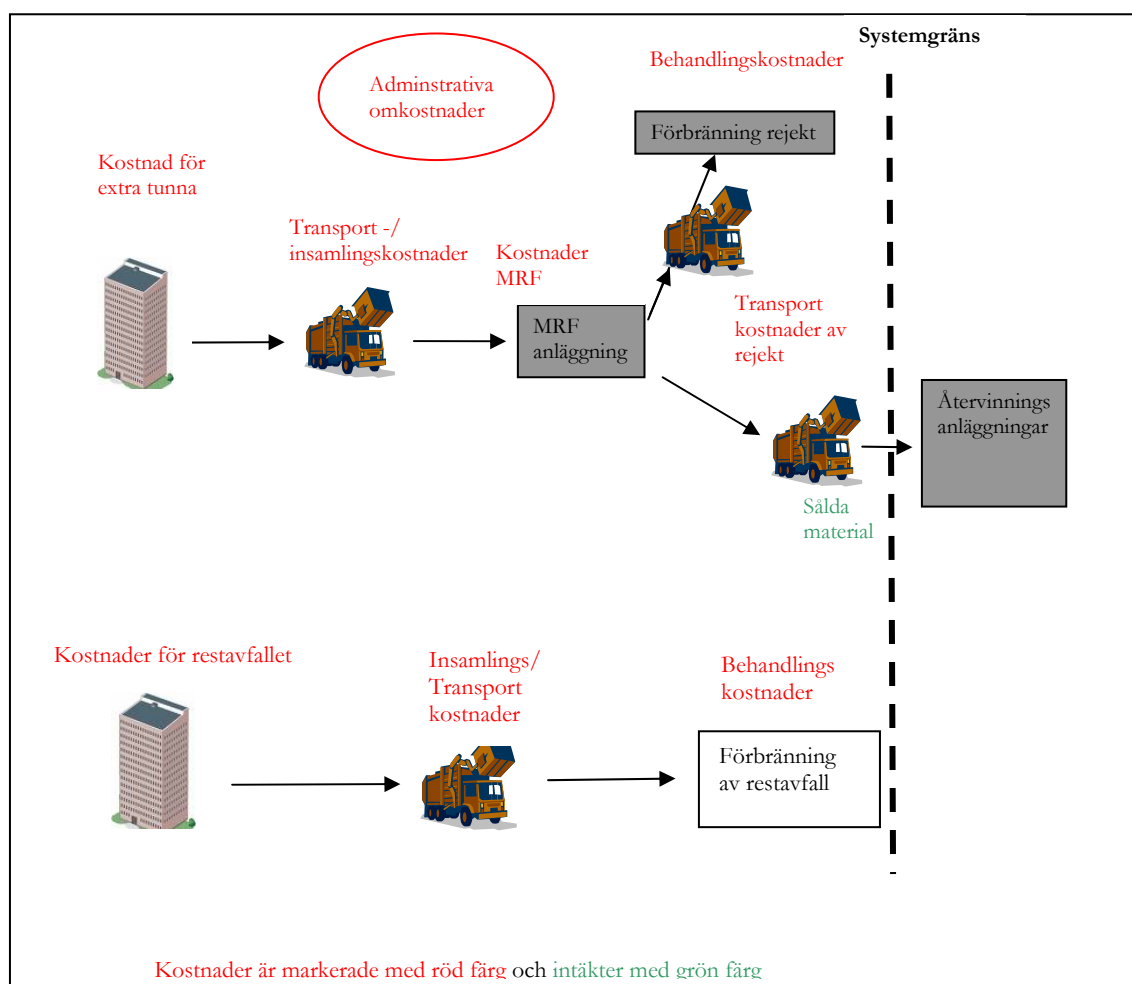 Systemgräns
Behandlingskostnader
Adminstrativa
omkostnader
Förbränning rejekt
Kostnad för
extra tunna
Transport -/
insamlingskostnader
Kostnader
MRF
MRF
anläggning
Transport
kostnader av
rejekt
Återvinnings
anläggningar
Sålda
material
Kostnader för restavfallet
Insamlings/
Transport
kostnader
Behandlings
kostnader
Förbränning
av restavfall
Kostnader är markerade med röd färg och intäkter med grön färg